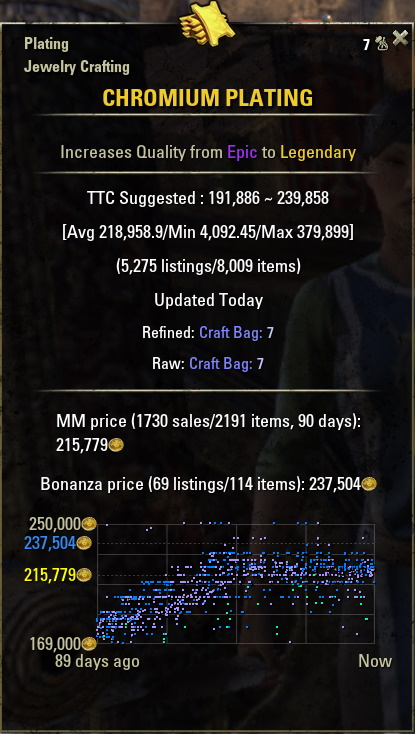 Plating
7
Jewelry Crafting
CHROMIUM PLATING
Increases Quality from Epic to Legendary
TTC Suggested : 191,886 ~ 239,858
[Avg 218,958.9/Min 4,092.45/Max 379,899]
(5,275 listings/8,009 items)
Updated Today
Refined: Craft Bag: 7
Raw: Craft Bag: 7
MM price (1730 sales/2191 items, 90 days):
215,779
Bonanza price (69 listings/114 items): 237,504
250,000
237,504
215,779
169,000
89 days ago
Now